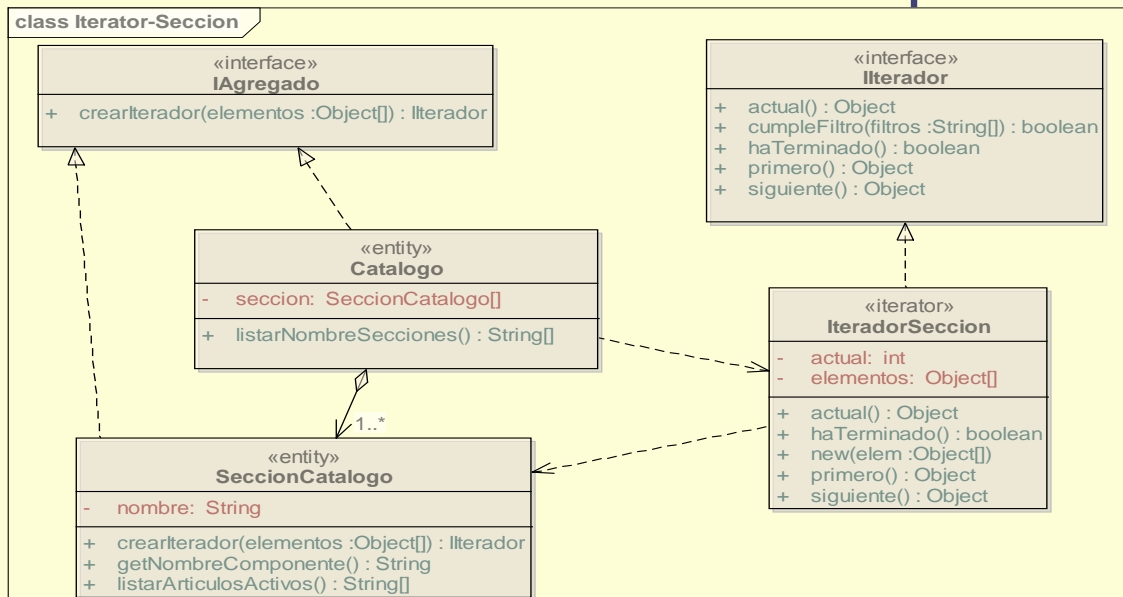 class Iterator-Seccion
«interface»
IAgregado
+ crearIterador(elementos :Object[]) : IIterador
«interface»
IIterador
+ actual() : Object
+ cumpleFiltro(filtros :String[]) : boolean
+ haTerminado() : boolean
+ primero() : Object
+ siguiente() : Object
«entity»
Catalogo
- seccion: SeccionCatalogo[]
+ listarNombreSecciones() : String[]
«iterator»
IteradorSeccion
- actual: int
- elementos: Object[]
+ actual() : Object
+ haTerminado() : boolean
+ new(elem :Object[])
+ primero() : Object
+ siguiente() : Object
1..*
«entity»
SeccionCatalogo
- nombre: String
+ crearIterador(elementos :Object[]) : IIterador
+ getNombreComponente() : String
+ listarArticulosActivos() : String[]